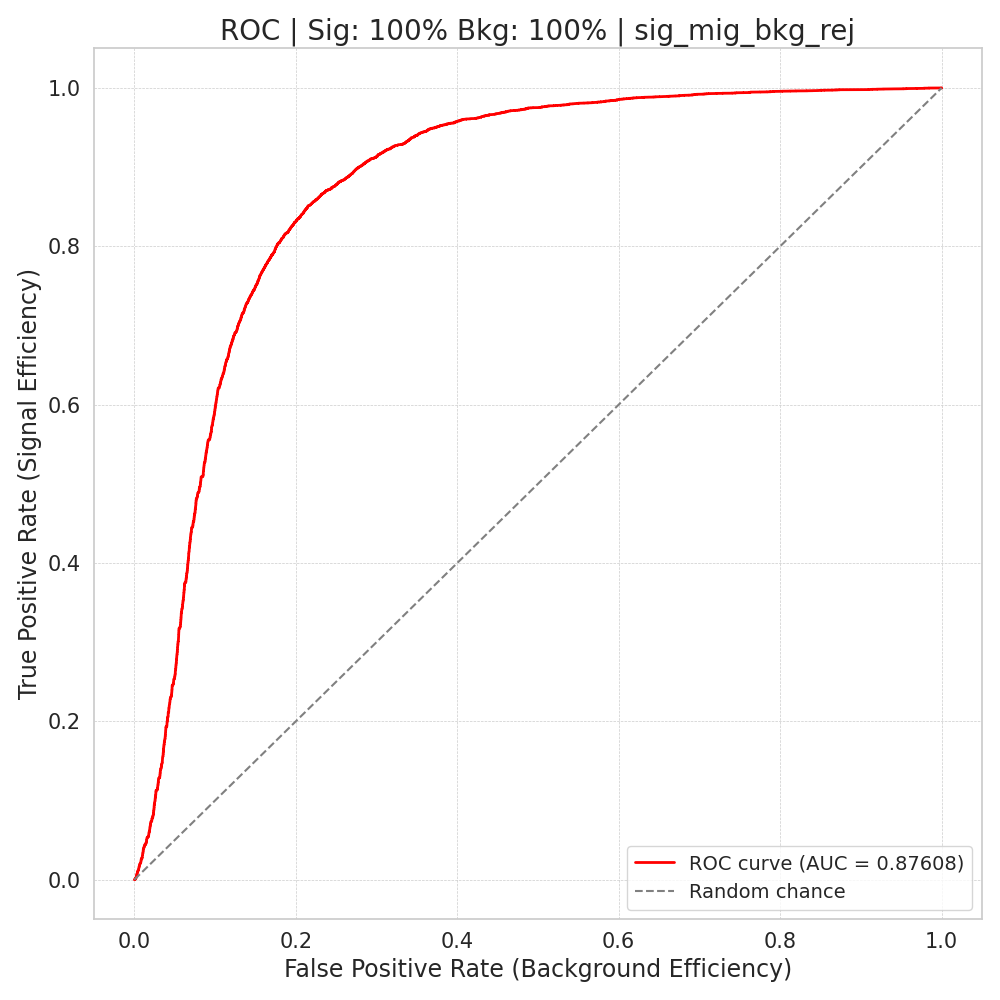 ROC | Sig: 100% Bkg: 100% | sig_mig_bkg_rej
True Positive Rate (Signal Efficiency)
1.0
0.8
0.6
0.4
0.2
0.0
0.0 0.2 0.4 0.6 0.8 1.0
False Positive Rate (Background Efficiency)
ROC curve (AUC = 0.87608)
Random chance